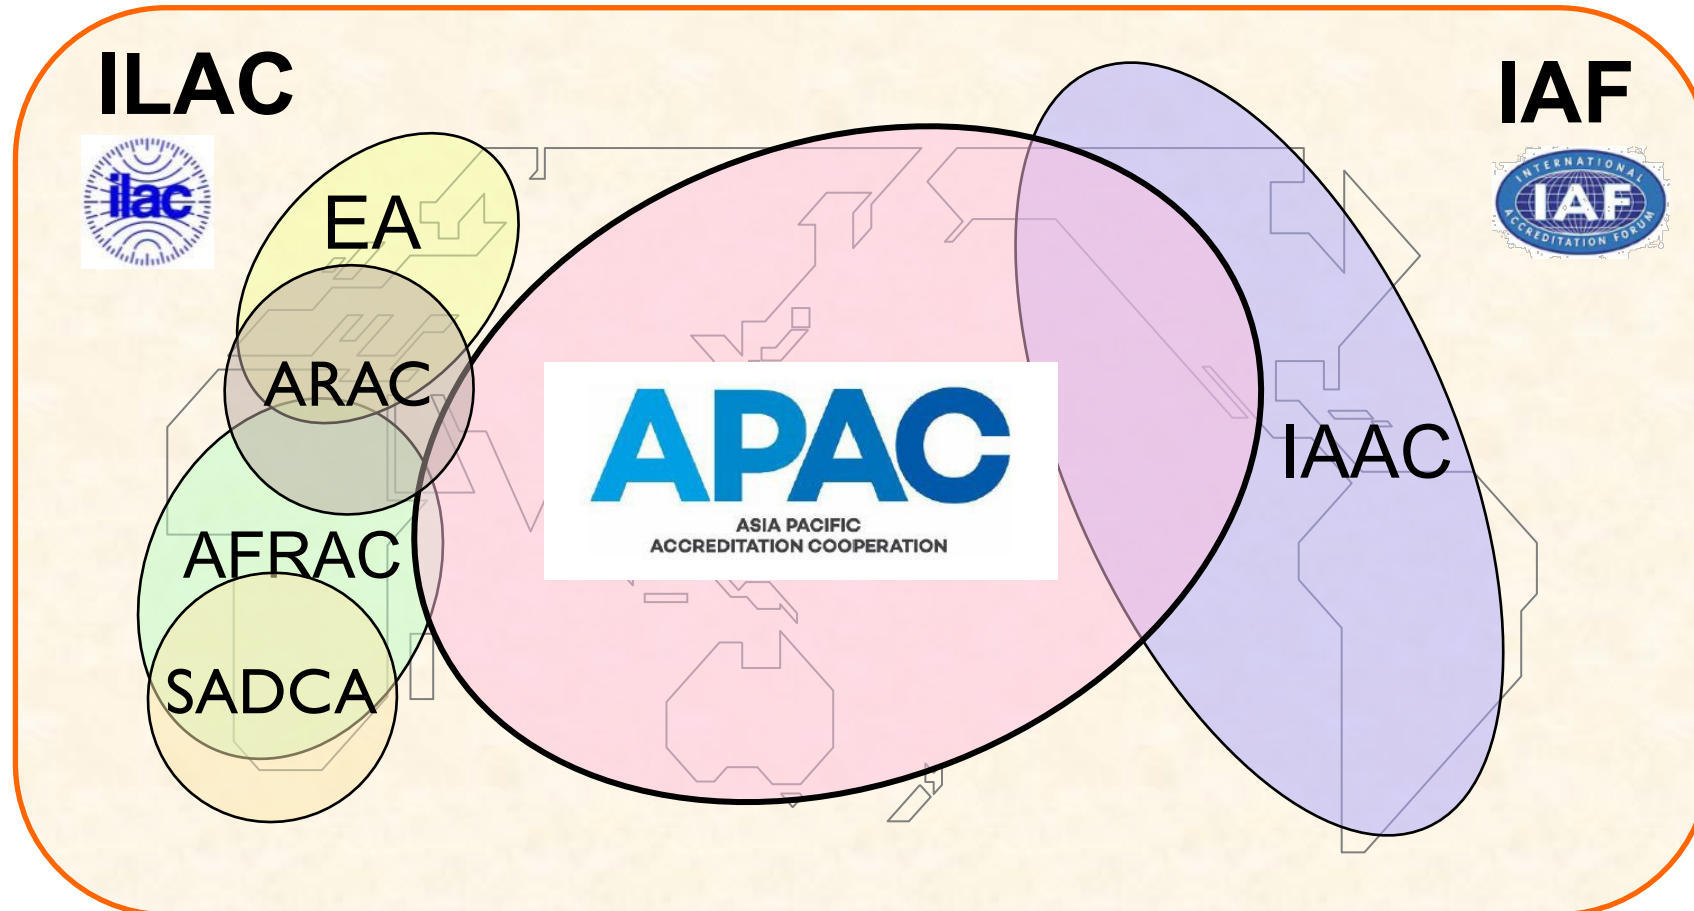 ILAC
IAF
ilac
INTERNATIONAL
IAF
ACCREDITATION FORUM
EA
ARAC
APAC
ASIA PACIFIC
ACCREDITATION COOPERATION
IAAC
AFRAC
SADCA